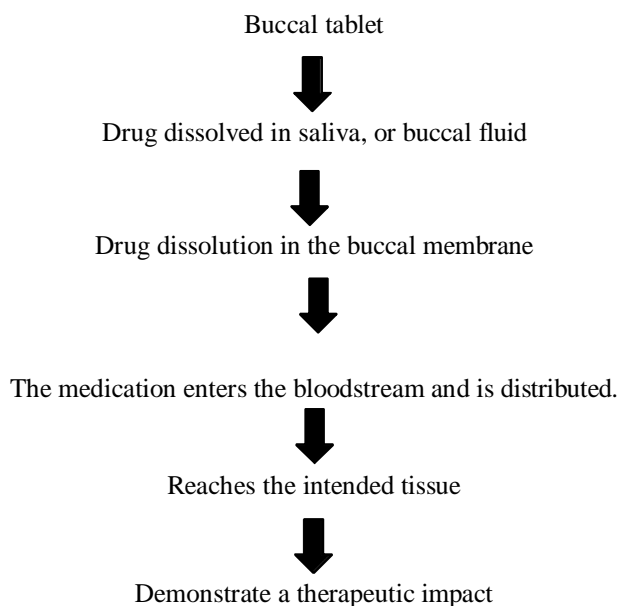 Buccal tablet
Drug dissolved in saliva, or buccal fluid
Drug dissolution in the buccal membrane
The medication enters the bloodstream and is distributed.
Reaches the intended tissue
Demonstrate a therapeutic impact